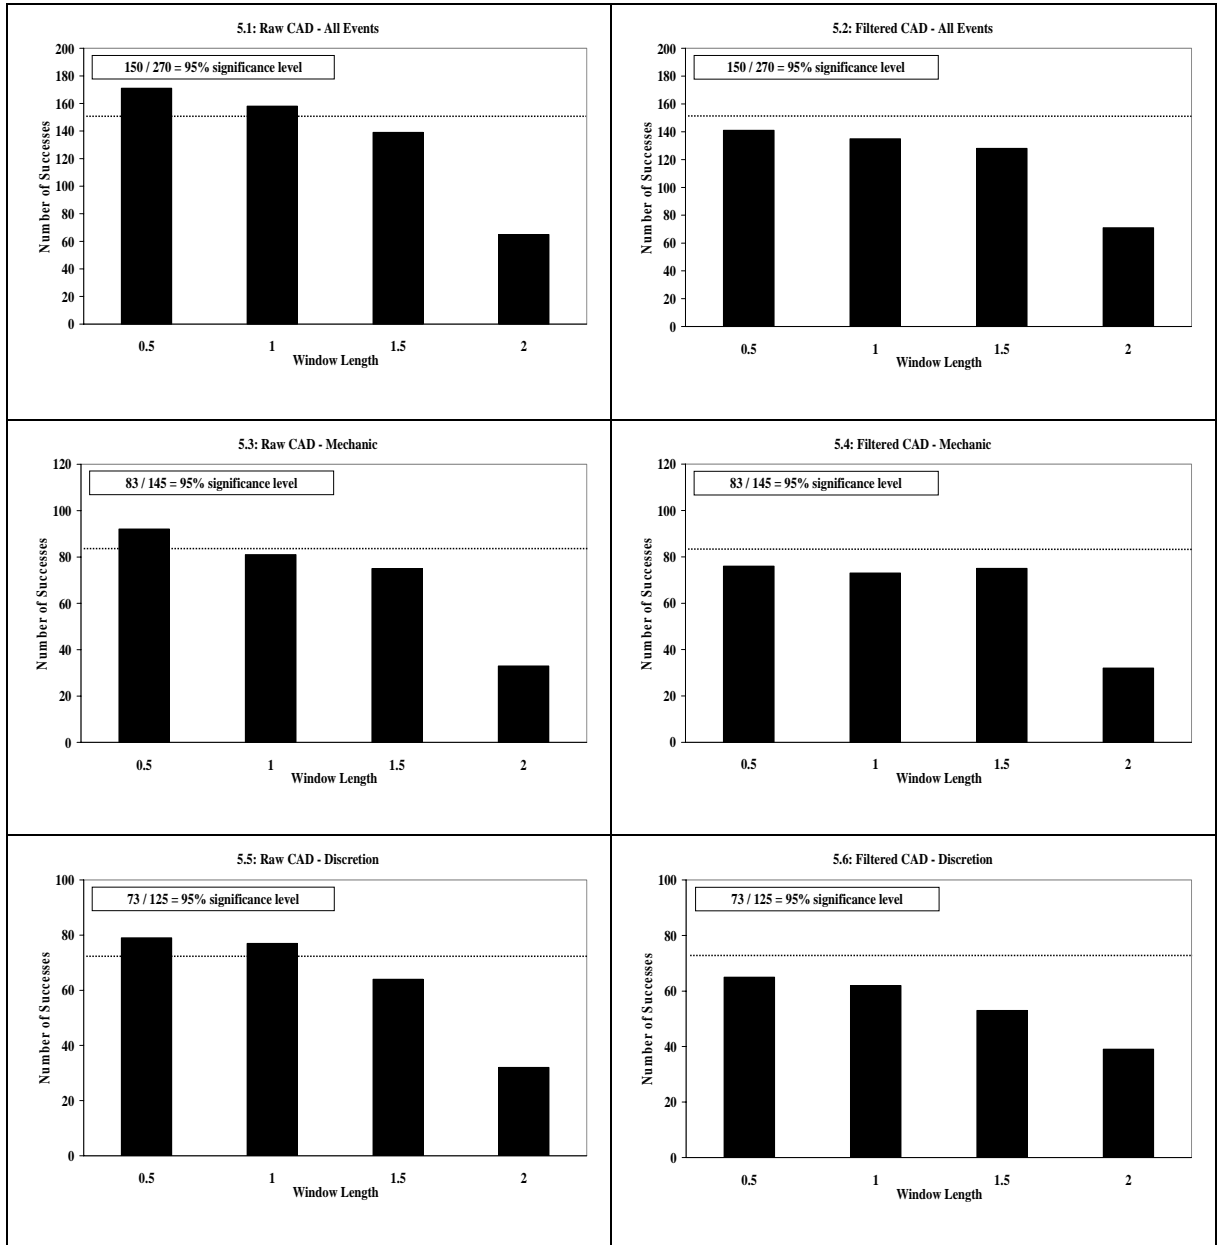 5.1: Raw CAD - All Events
150 / 270 = 95% significance level
200
180
160
140
120
100
80
60
40
20
0
Number of Successes
0.5 1 1.5 2
Window Length
5.2: Filtered CAD - All Events
150 / 270 = 95% significance level
200
180
160
140
120
100
80
60
40
20
0
Number of Successes
0.5 1 1.5 2
Window Length
5.3: Raw CAD - Mechanic
83 / 145 = 95% significance level
120
100
80
60
40
20
0
Number of Successes
0.5 1 1.5 2
Window Length
5.4: Filtered CAD - Mechanic
83 / 145 = 95% significance level
120
100
80
60
40
20
0
Number of Successes
0.5 1 1.5 2
Window Length
5.5: Raw CAD - Discretion
73 / 125 = 95% significance level
100
80
60
40
20
0
Number of Successes
0.5 1 1.5 2
Window Length
5.6: Filtered CAD - Discretion
73 / 125 = 95% significance level
100
80
60
40
20
0
Number of Successes
0.5 1 1.5 2
Window Length